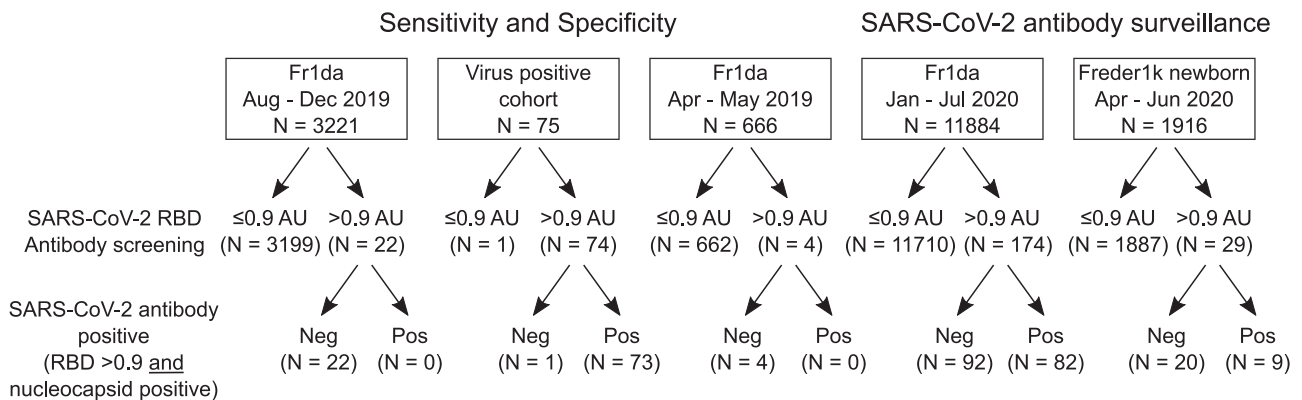 Sensitivity and Specificity
SARS-CoV-2 antibody surveillance
Fr1da
Aug - Dec 2019
N = 3221
Virus positive
cohort
N = 75
Fr1da
Apr - May 2019
N = 666
Fr1da
Jan - Jul 2020
N = 11884
Freder1k newborn
Apr - Jun 2020
N = 1916
SARS-CoV-2 RBD
Antibody screening
≤0.9 AU
(N = 3199)
>0.9 AU
(N = 22)
≤0.9 AU
(N = 1)
>0.9 AU
(N = 74)
≤0.9 AU
(N = 662)
>0.9 AU
(N = 4)
≤0.9 AU
(N = 11710)
>0.9 AU
(N = 174)
≤0.9 AU
(N = 1887)
>0.9 AU
(N = 29)
SARS-CoV-2 antibody
positive
(RBD >0.9 and
nucleocapsid positive)
Neg
(N = 22)
Pos
(N = 0)
Neg
(N = 1)
Pos
(N = 73)
Neg
(N = 4)
Pos
(N = 0)
Neg
(N = 92)
Pos
(N = 82)
Neg
(N = 20)
Pos
(N = 9)